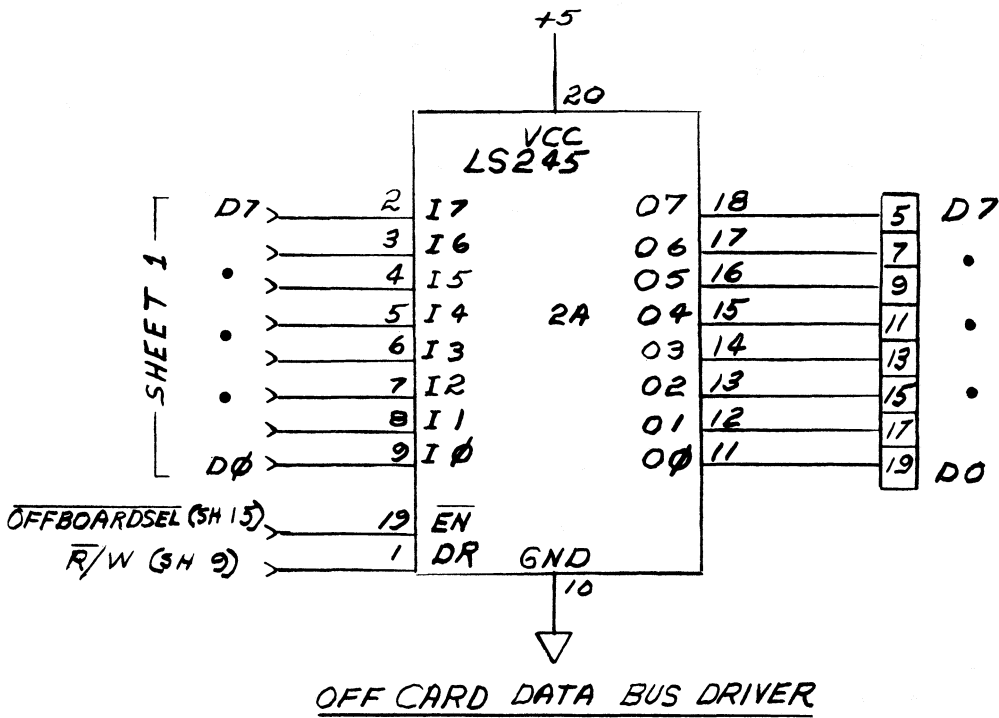 +5
20
VCC
LS245
SHEET 1
D7 2 I7 O7 18 5 D7
3 I6 O6 17 7
4 I5 O5 16 9
5 I4 2A O4 15 11
6 I3 O3 14 13
7 I2 O2 13 15
8 I1 O1 12 17
DØ 9 IØ OØ 11 19 D0
O̅F̅F̅B̅O̅A̅R̅D̅S̅E̅L̅ (SH 15) 19 E̅N̅
R̅/W (SH 9) 1 DR
GND
10
OFF CARD DATA BUS DRIVER